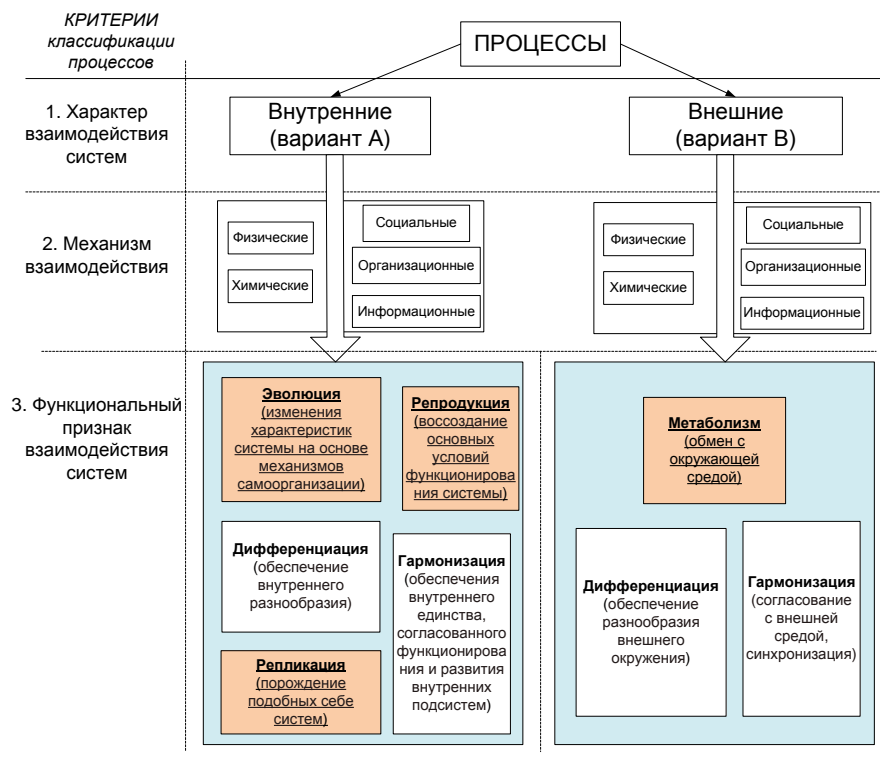 КРИТЕРИИ
классификации
процессов
ПРОЦЕССЫ
1. Характер
взаимодействия
систем
Внутренние
(вариант А)
Внешние
(вариант В)
2. Механизм
взаимодействия
Физические
Химические
Социальные
Организационные
Информационные
Физические
Химические
Социальные
Организационные
Информационные
3. Функциональный
признак
взаимодействия
систем
Эволюция
(изменения
характеристик
системы на основе
механизмов
самоорганизации)
Репродукция
(воссоздание
основных
условий
функционирова
ния системы)
Дифференциация
(обеспечение
внутреннего
разнообразия)
Гармонизация
(обеспечения
внутреннего
единства,
согласованного
функционирова
ния и развития
внутренних
подсистем)
Репликация
(порождение
подобных себе
систем)
Метаболизм
(обмен с
окружающей
средой)
Дифференциация
(обеспечение
разнообразия
внешнего
окружения)
Гармонизация
(согласование
с внешней
средой,
синхронизация)